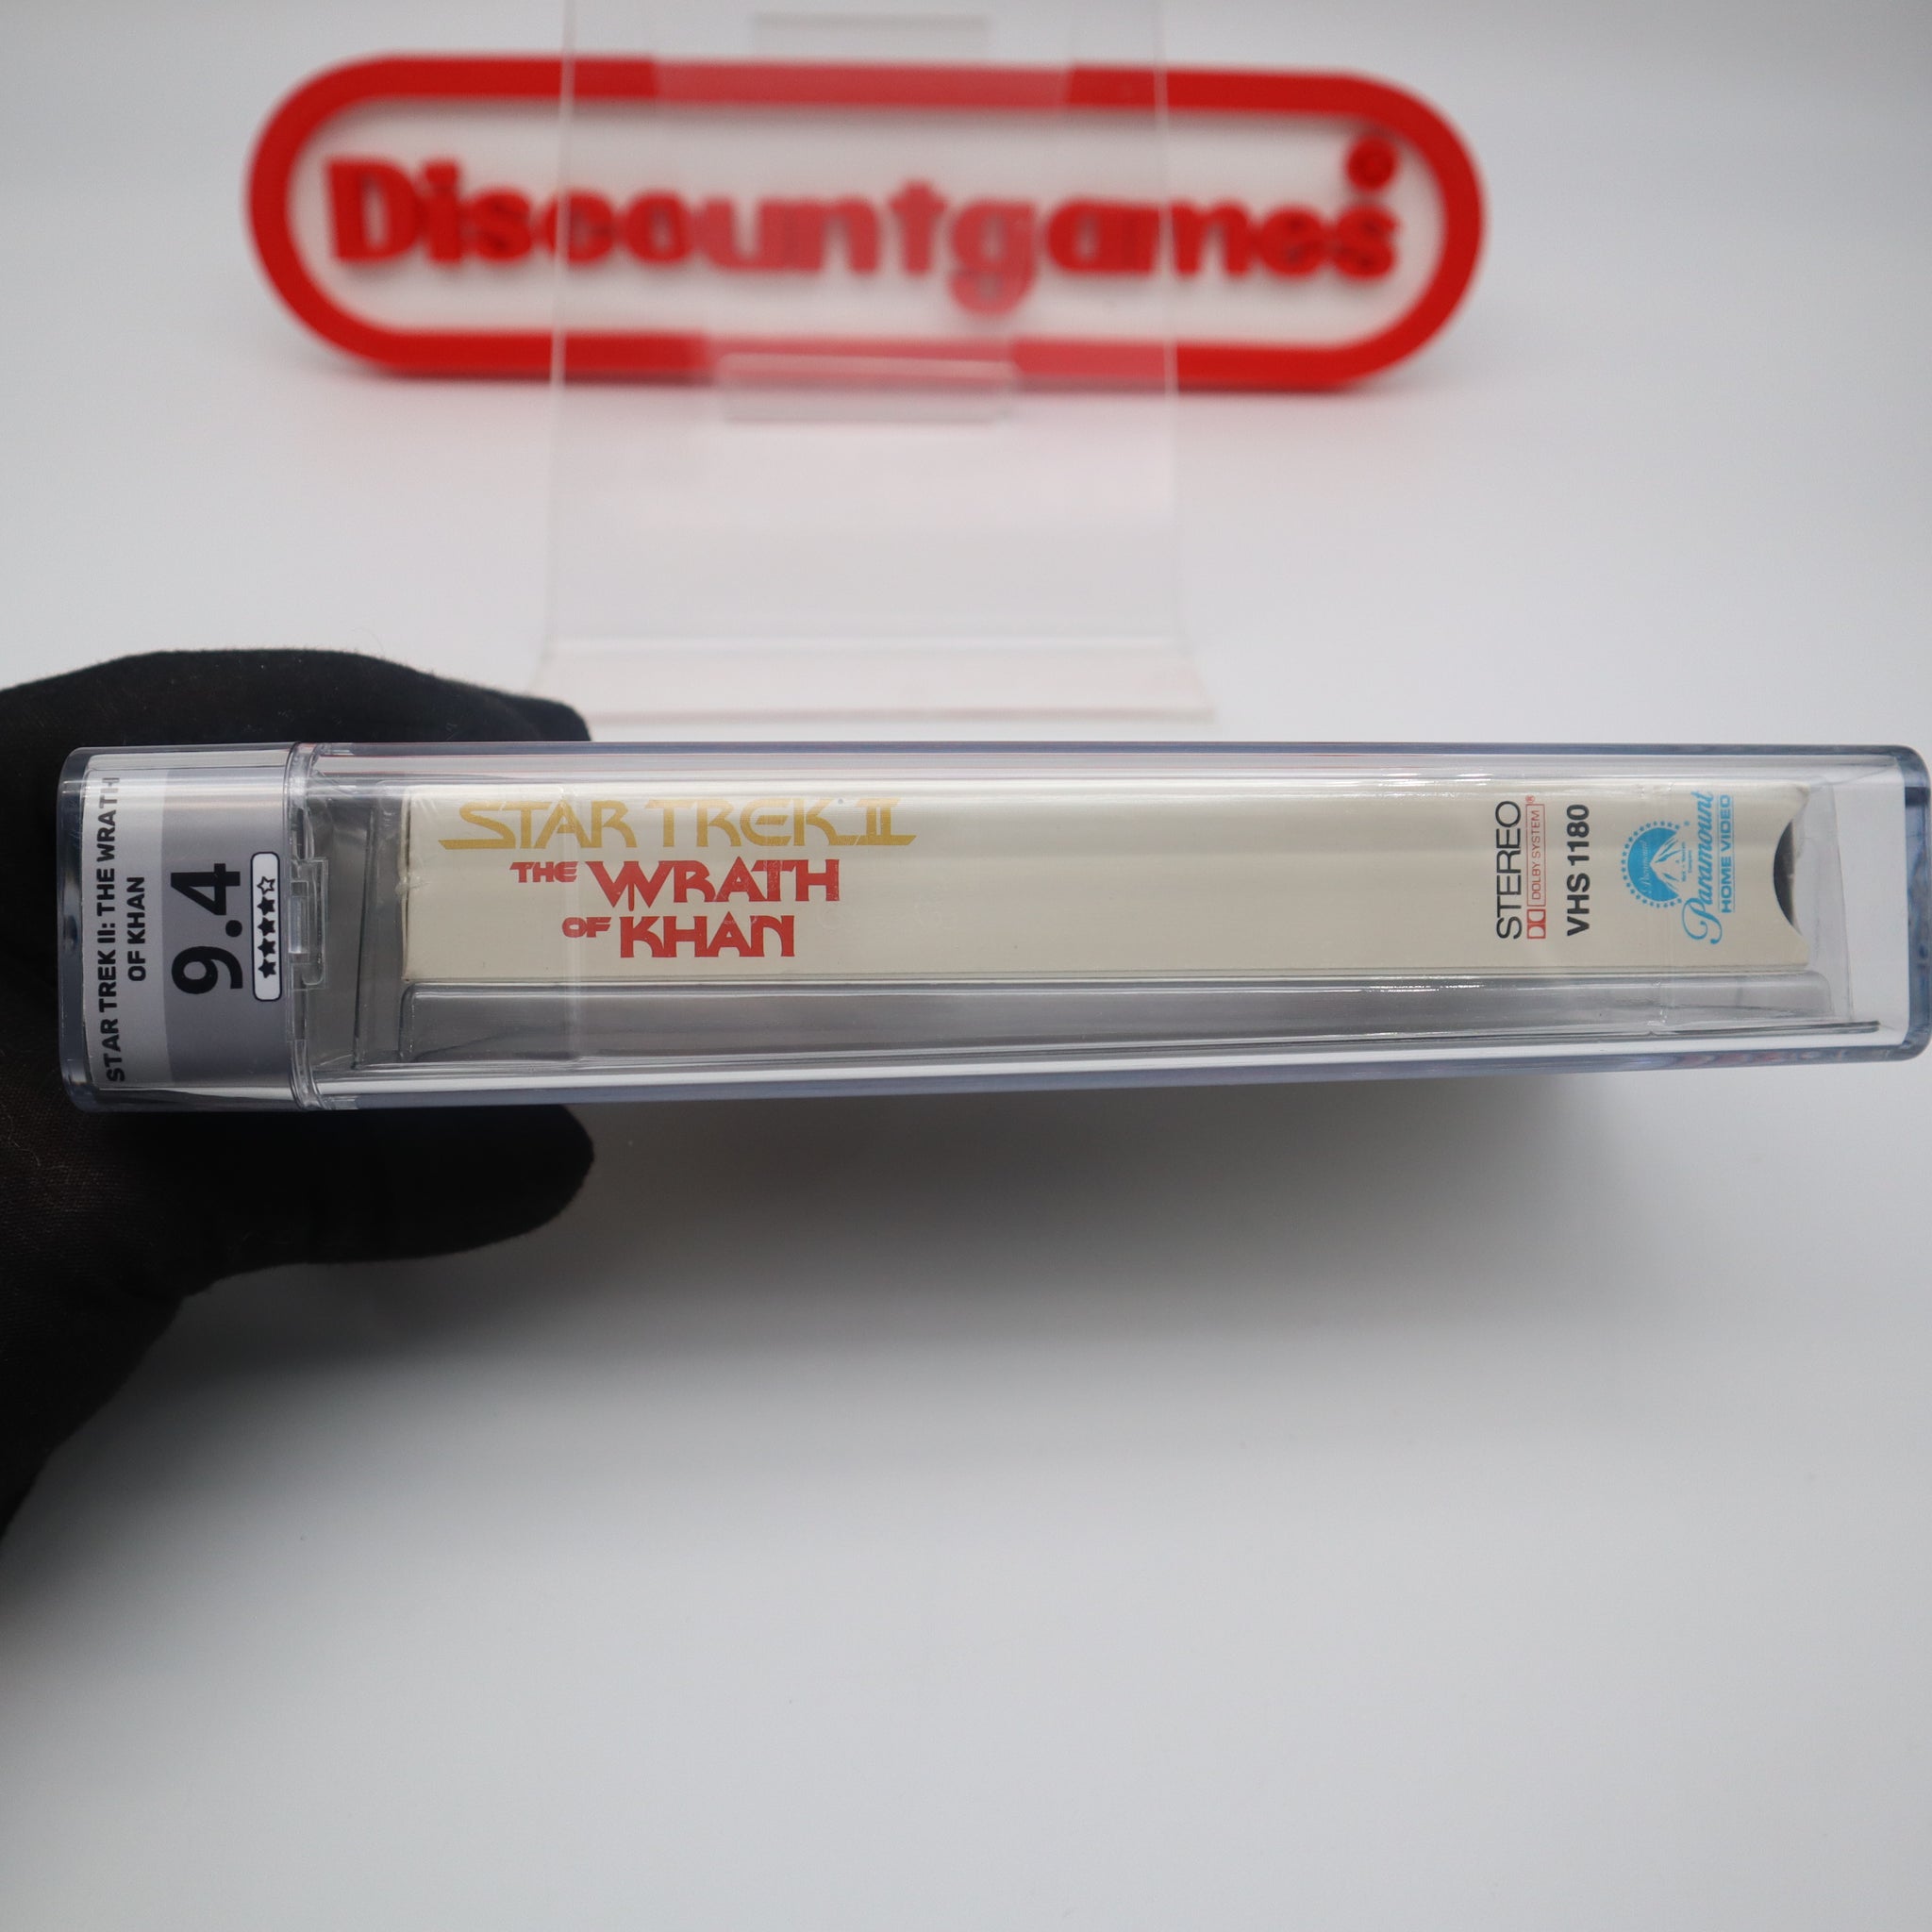 Discountgames
©
STAR TREK II: THE WRATH
OF KHAN
9.4
STAR TREK II
THE WRATH
OF KHAN
STEREO
DOLBY SYSTEM®
VHS 1180
Paramount
Paramount®
HOME VIDEO